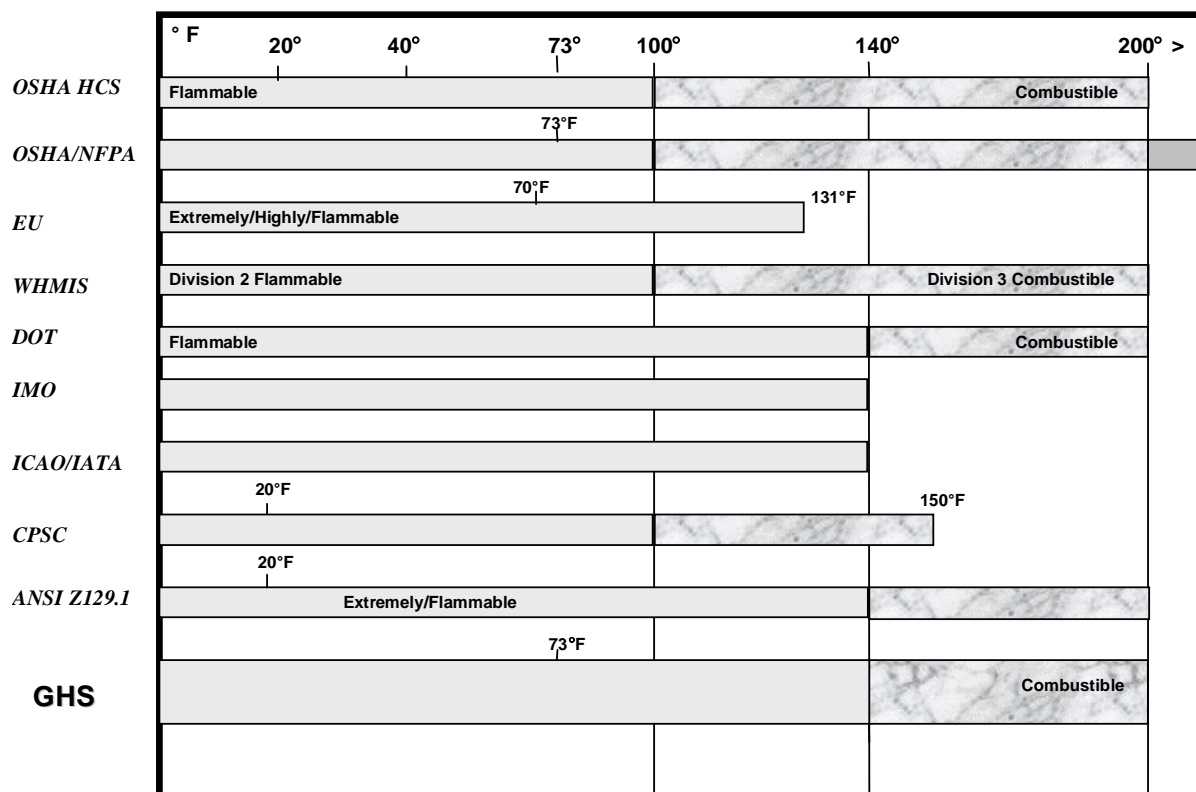 ° F
20° 40° 73° 100° 140° 200° >
OSHA HCS Flammable Combustible
73°F
OSHA/NFPA
70°F 131°F
EU Extremely/Highly/Flammable
WHMIS Division 2 Flammable Division 3 Combustible
DOT Flammable Combustible
IMO
ICAO/IATA
20°F 150°F
CPSC
20°F
ANSI Z129.1 Extremely/Flammable
73°F
GHS Combustible